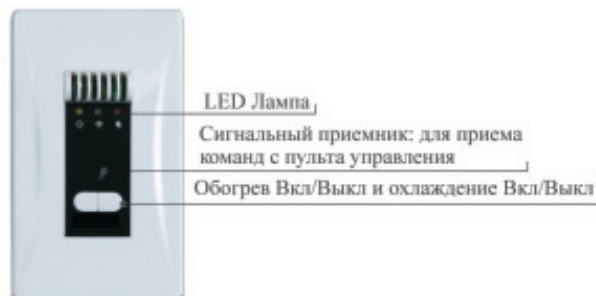 LED Лампа
Сигнальный приемник: для приема
команд с пульта управления
Обогрев Вкл/Выкл и охлаждение Вкл/Выкл